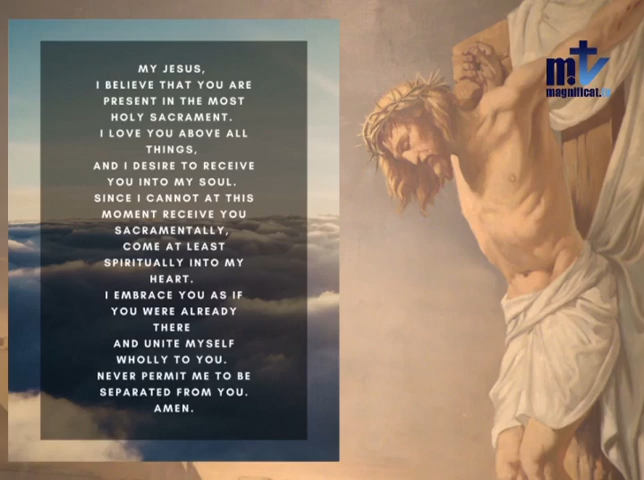 MY JESUS,
I BELIEVE THAT YOU ARE
PRESENT IN THE MOST
HOLY SACRAMENT.
I LOVE YOU ABOVE ALL
THINGS,
AND I DESIRE TO RECEIVE
YOU INTO MY SOUL.
SINCE I CANNOT AT THIS
MOMENT RECEIVE YOU
SACRAMENTALLY,
COME AT LEAST
SPIRITUALLY INTO MY
HEART.
I EMBRACE YOU AS IF
YOU WERE ALREADY
THERE
AND UNITE MYSELF
WHOLLY TO YOU.
NEVER PERMIT ME TO BE
SEPARATED FROM YOU.
AMEN.
mtv
magnificat.tv